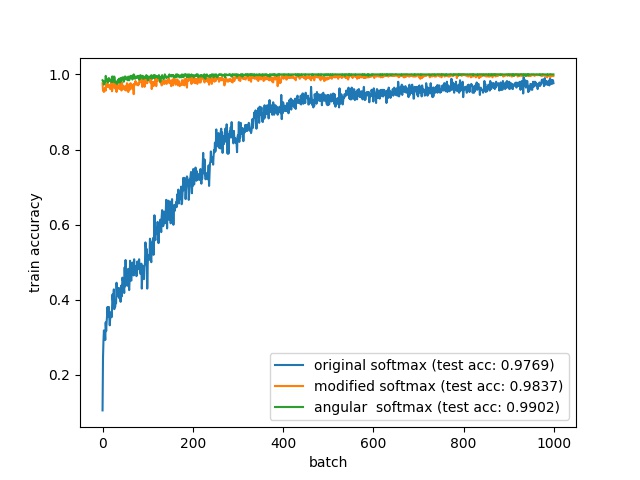 1.0
0.8
0.6
0.4
0.2
train accuracy
original softmax (test acc: 0.9769)
modified softmax (test acc: 0.9837)
angular  softmax (test acc: 0.9902)
0 200 400 600 800 1000
batch